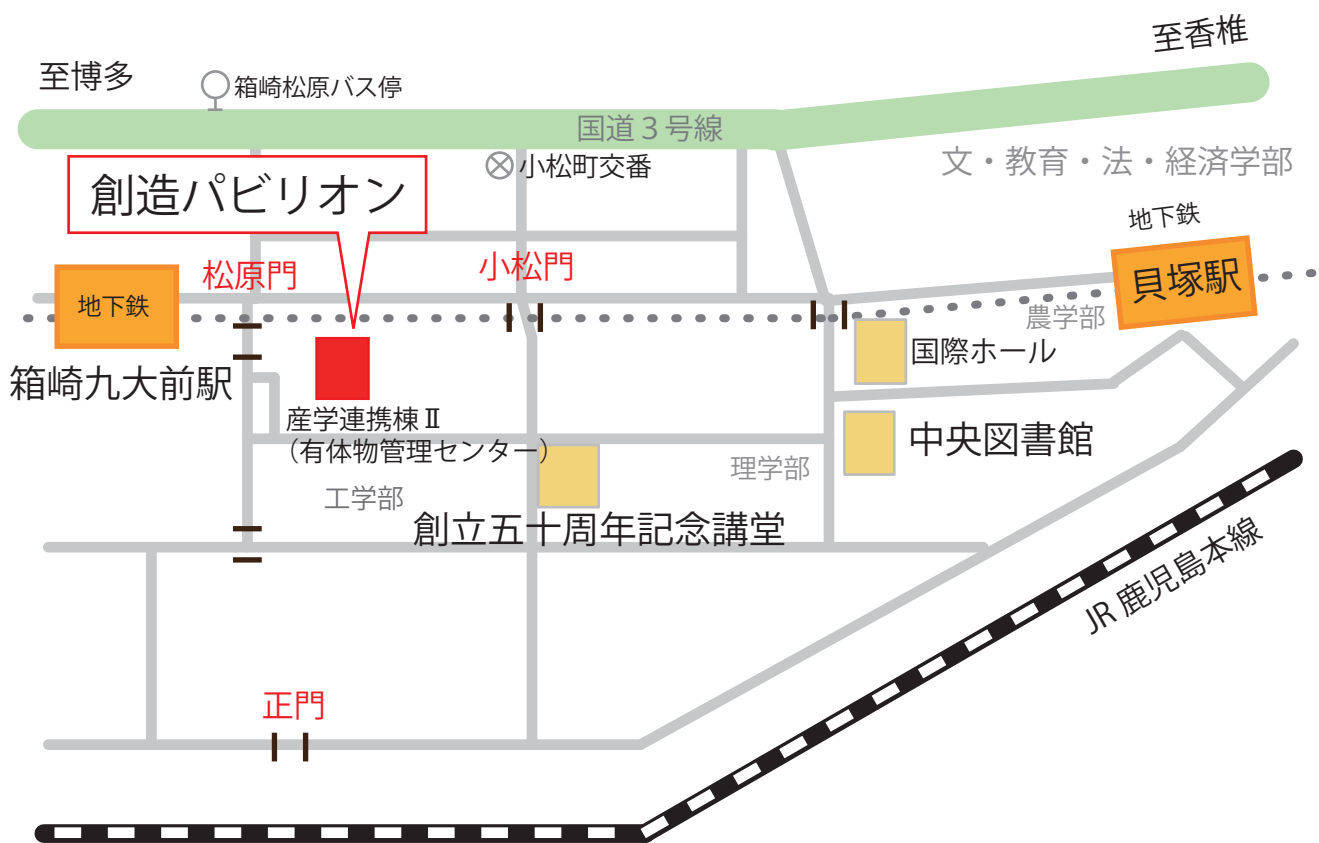 至香椎
至博多
箱崎松原バス停
国道3号線
小松町交番
文・教育・法・経済学部
創造パビリオン
地下鉄
松原門
小松門
貝塚駅
地下鉄
農学部
国際ホール
箱崎九大前駅
産学連携棟Ⅱ
（有体物管理センター）
中央図書館
理学部
工学部
創立五十周年記念講堂
JR 鹿児島本線
正門